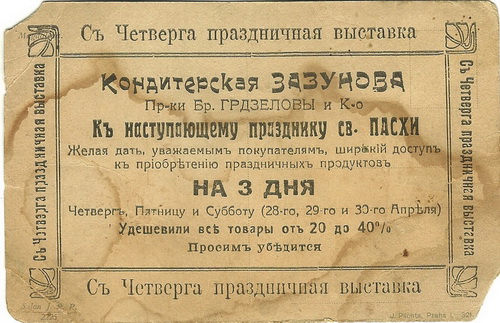 Съ Четверга праздничная выставка
Съ Четверга праздничная выставка
Съ Четверга праздничная выставка
Кондитерская ЗАЗУНОВА
Пр-ки Бр. ГРДЗЕЛОВЫ и К-о
Къ наступающему празднику св. ПАСХИ
Желая дать, уважаемымъ покупателямъ, широкій доступъ
къ пріобрѣтенію праздничныхъ продуктовъ
НА 3 ДНЯ
Четвергъ, Пятницу и Субботу (28-го, 29-го и 30-го Апрѣля)
Удешевили всѣ товары отъ 20 до 40%
Просимъ убѣдится
Съ Четверга праздничная выставка